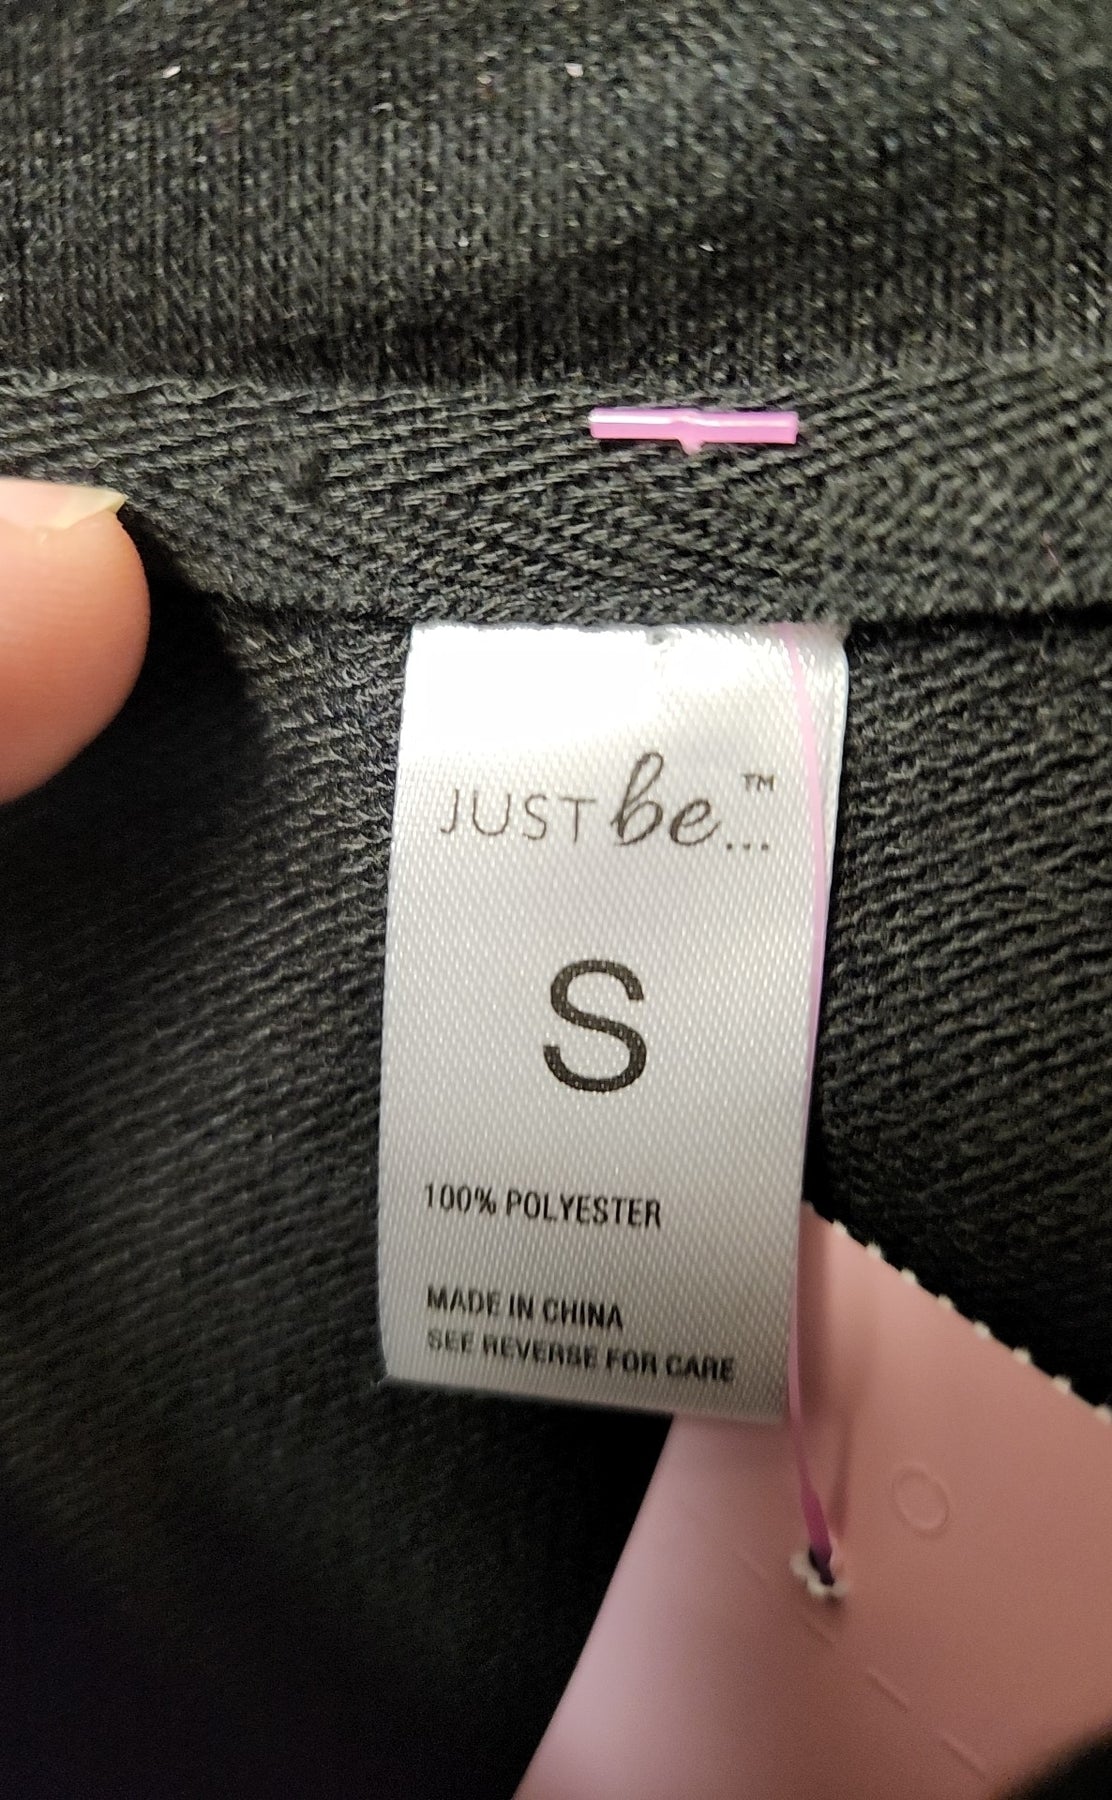 JUST be...™
S
100% POLYESTER
MADE IN CHINA
SEE REVERSE FOR CARE